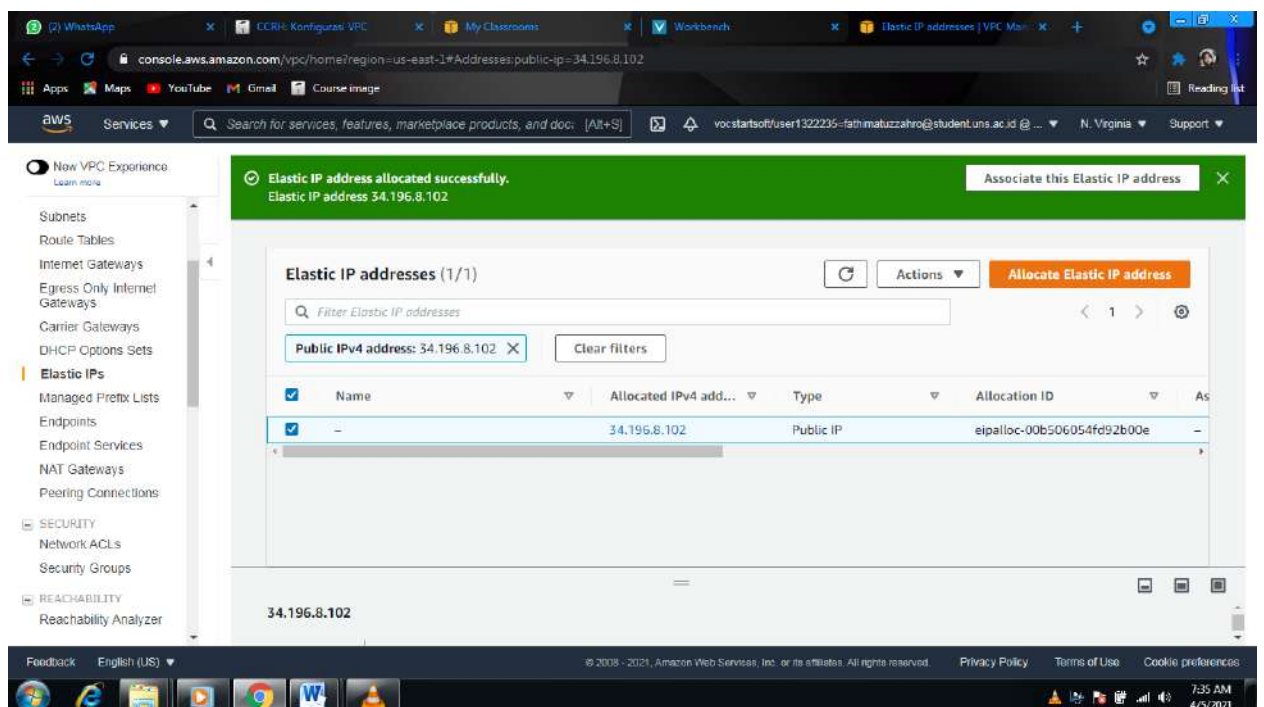 (2) WhatsApp
CCRH: Konfigurasi VPC
My Classrooms
Workbench
Elastic IP addresses | VPC Man
console.aws.amazon.com/vpc/home?region=us-east-1#Addresses:public-ip=34.196.8.102
Apps Maps YouTube Gmail Course image Reading list
aws Services ▼ Search for services, features, marketplace products, and doc: [Alt+S] vocstartsoft/user1322235=fathimatuzzahro@student.uns.ac.id @ ... ▼ N. Virginia ▼ Support ▼
New VPC Experience
Learn more
Subnets
Route Tables
Internet Gateways
Egress Only Internet
Gateways
Carrier Gateways
DHCP Options Sets
Elastic IPs
Managed Prefix Lists
Endpoints
Endpoint Services
NAT Gateways
Peering Connections
SECURITY
Network ACLs
Security Groups
REACHABILITY
Reachability Analyzer
Elastic IP address allocated successfully.
Elastic IP address 34.196.8.102
Associate this Elastic IP address
Elastic IP addresses (1/1)
Actions ▼
Allocate Elastic IP address
Filter Elastic IP addresses
1
Public IPv4 address: 34.196.8.102
Clear filters
Name Allocated IPv4 add... Type Allocation ID As
– 34.196.8.102 Public IP eipalloc-00b506054fd92b00e –
34.196.8.102
Feedback English (US) ▼ © 2008 - 2021, Amazon Web Services, Inc. or its affiliates. All rights reserved. Privacy Policy Terms of Use Cookie preferences
7:35 AM
4/5/2021